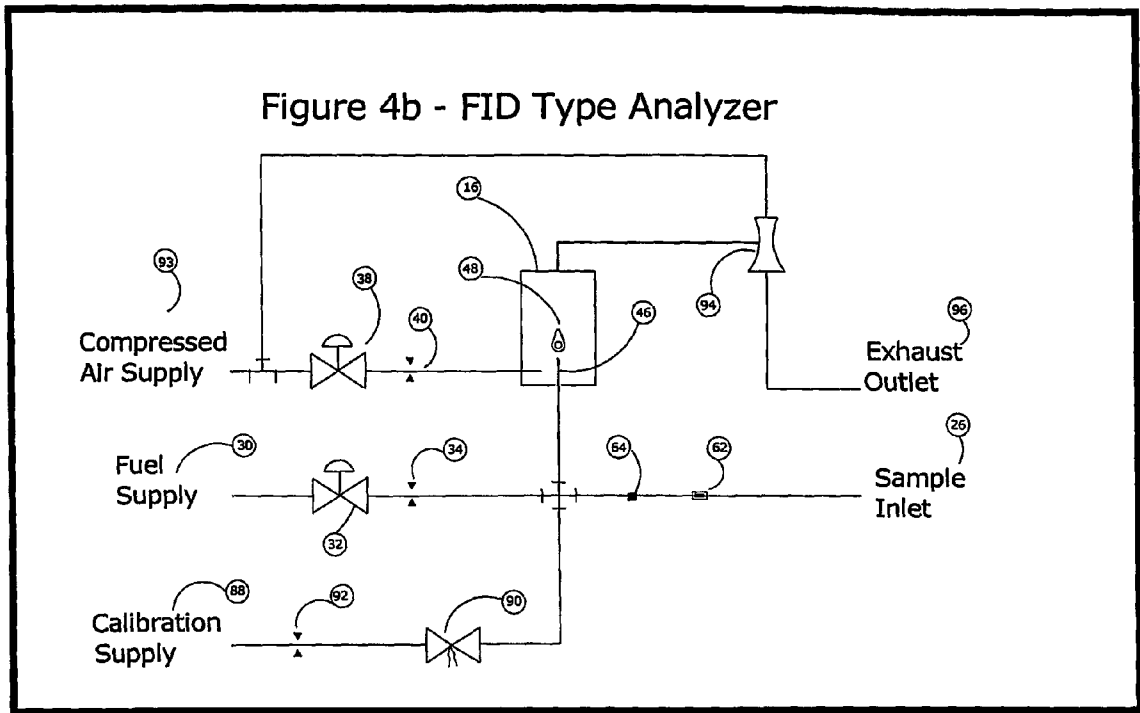 Figure 4b - FID Type Analyzer
16
93
38
48
40
46
94
96
Compressed
Air Supply
Exhaust
Outlet
30
34
64
62
26
Fuel
Supply
Sample
Inlet
32
88
92
90
Calibration
Supply